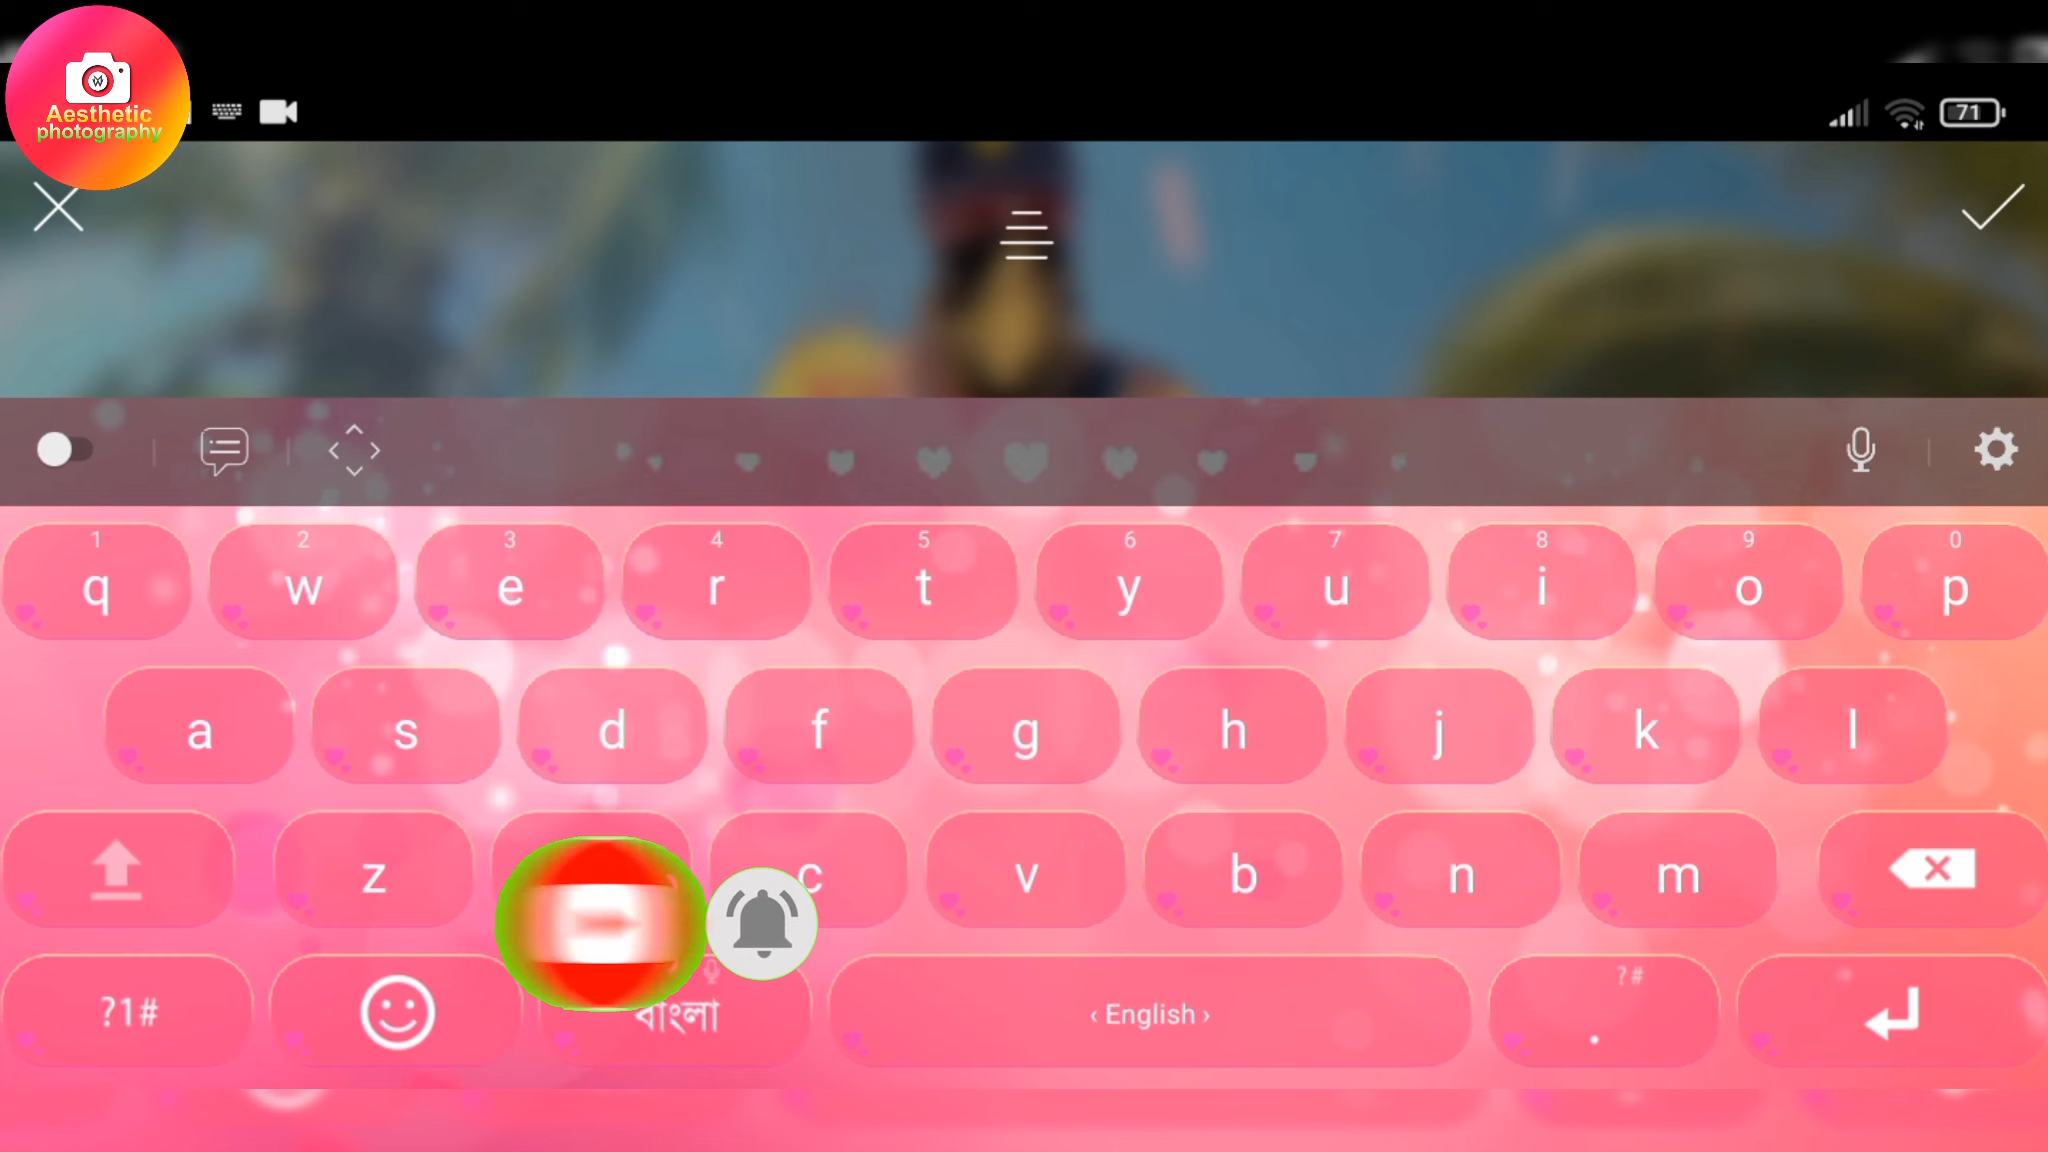 Aesthetic
photography
71
1 2 3 4 5 6 7 8 9 0
q w e r t y u i o p
a s d f g h j k l
z c v b n m
?1# বাংলা ‹ English › ?# .